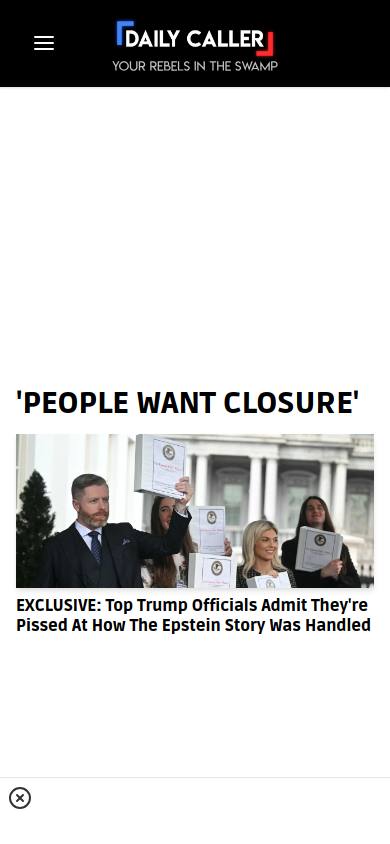 DAILY CALLER
YOUR REBELS IN THE SWAMP
'PEOPLE WANT CLOSURE'
EXCLUSIVE: Top Trump Officials Admit They're
Pissed At How The Epstein Story Was Handled